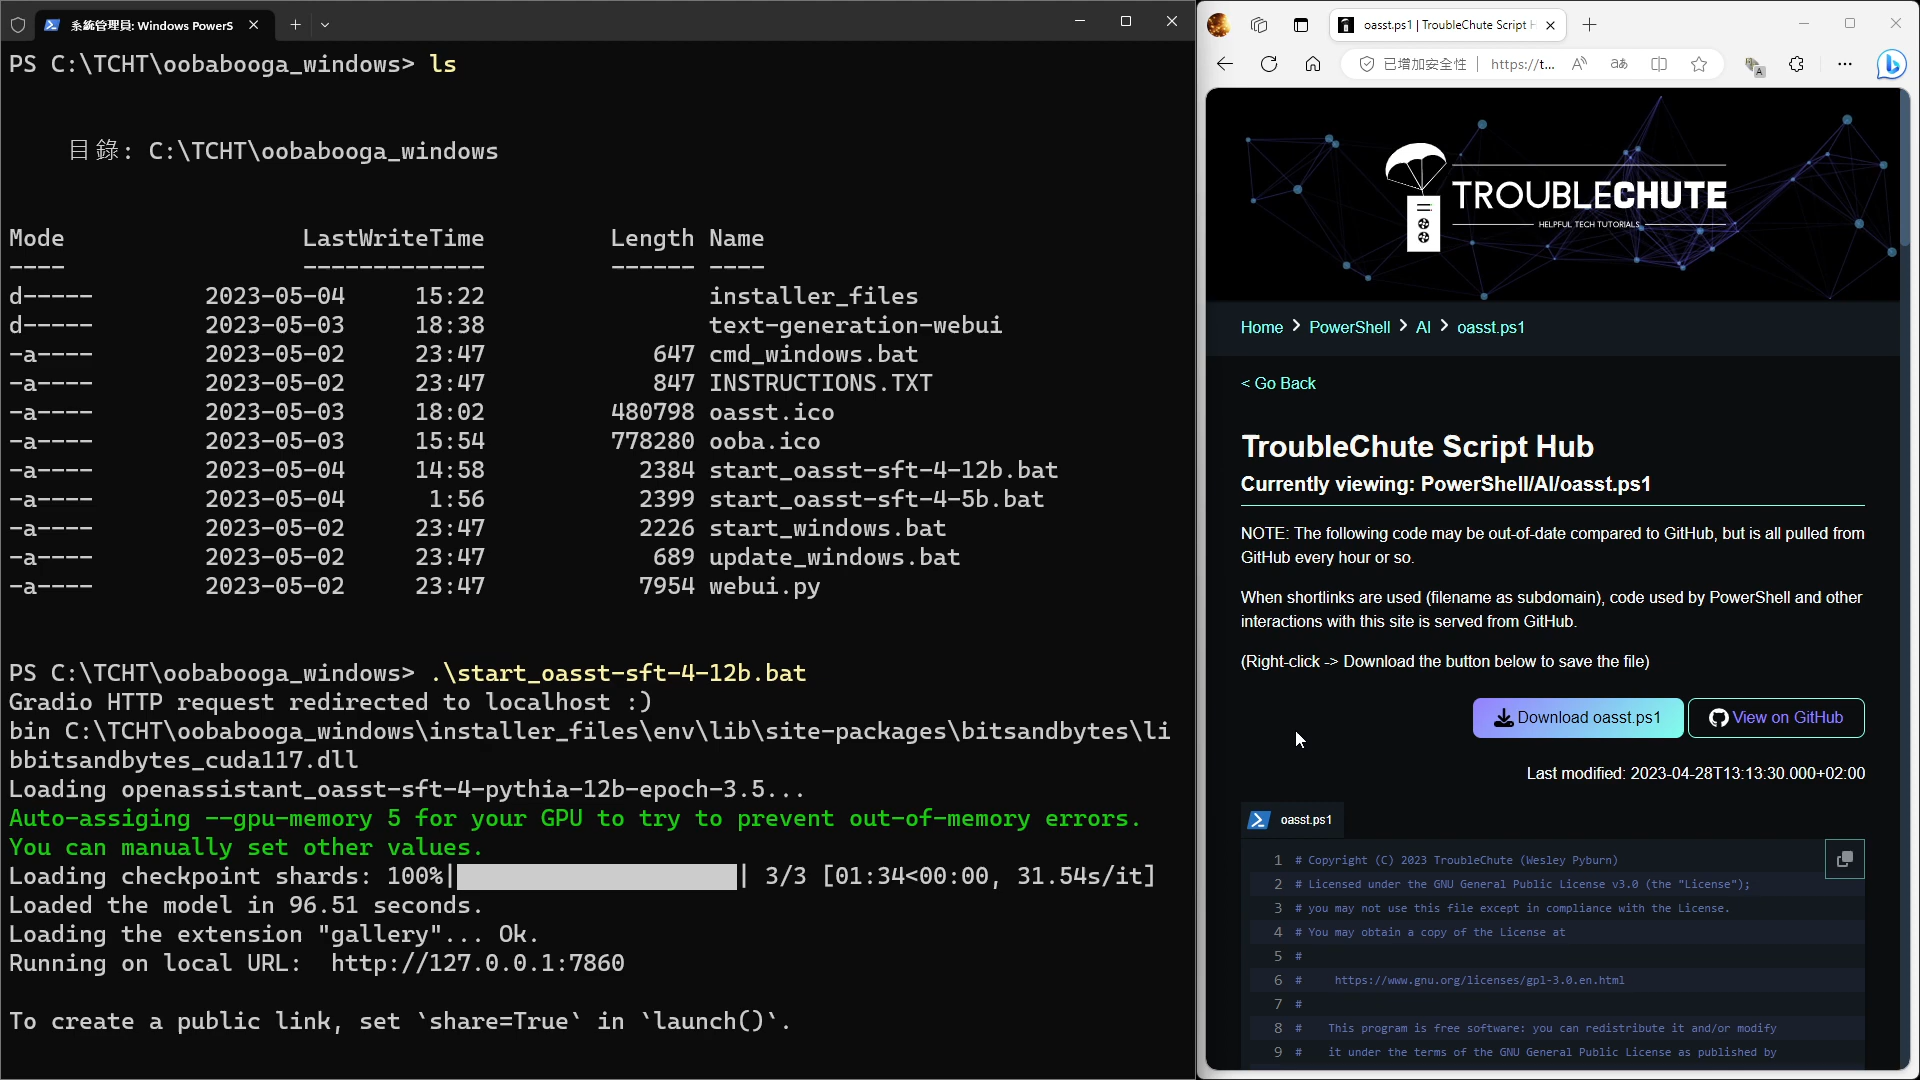 系統管理員: Windows PowerS
PS C:\TCHT\oobabooga_windows> ls
目錄: C:\TCHT\oobabooga_windows
Mode LastWriteTime Length Name
---- ------------- ------ ----
d----- 2023-05-04 15:22 installer_files
d----- 2023-05-03 18:38 text-generation-webui
-a---- 2023-05-02 23:47 647 cmd_windows.bat
-a---- 2023-05-02 23:47 847 INSTRUCTIONS.TXT
-a---- 2023-05-03 18:02 480798 oasst.ico
-a---- 2023-05-03 15:54 778280 ooba.ico
-a---- 2023-05-04 14:58 2384 start_oasst-sft-4-12b.bat
-a---- 2023-05-04 1:56 2399 start_oasst-sft-4-5b.bat
-a---- 2023-05-02 23:47 2226 start_windows.bat
-a---- 2023-05-02 23:47 689 update_windows.bat
-a---- 2023-05-02 23:47 7954 webui.py
PS C:\TCHT\oobabooga_windows> .\start_oasst-sft-4-12b.bat
Gradio HTTP request redirected to localhost :)
bin C:\TCHT\oobabooga_windows\installer_files\env\lib\site-packages\bitsandbytes\li
bbitsandbytes_cuda117.dll
Loading openassistant_oasst-sft-4-pythia-12b-epoch-3.5...
Auto-assiging --gpu-memory 5 for your GPU to try to prevent out-of-memory errors.
You can manually set other values.
Loading checkpoint shards: 100%|██████████| 3/3 [01:34<00:00, 31.54s/it]
Loaded the model in 96.51 seconds.
Loading the extension "gallery"... Ok.
Running on local URL:  http://127.0.0.1:7860
To create a public link, set `share=True` in `launch()`.
oasst.ps1 | TroubleChute Script H
已增加安全性 https://t...
TROUBLECHUTE
HELPFUL TECH TUTORIALS
Home > PowerShell > AI > oasst.ps1
< Go Back
TroubleChute Script Hub
Currently viewing: PowerShell/AI/oasst.ps1
NOTE: The following code may be out-of-date compared to GitHub, but is all pulled from
GitHub every hour or so.
When shortlinks are used (filename as subdomain), code used by PowerShell and other
interactions with this site is served from GitHub.
(Right-click -> Download the button below to save the file)
Download oasst.ps1 View on GitHub
Last modified: 2023-04-28T13:13:30.000+02:00
oasst.ps1
1 # Copyright (C) 2023 TroubleChute (Wesley Pyburn)
2 # Licensed under the GNU General Public License v3.0 (the "License");
3 # you may not use this file except in compliance with the License.
4 # You may obtain a copy of the License at
5 #
6 #     https://www.gnu.org/licenses/gpl-3.0.en.html
7 #
8 #    This program is free software: you can redistribute it and/or modify
9 #    it under the terms of the GNU General Public License as published by